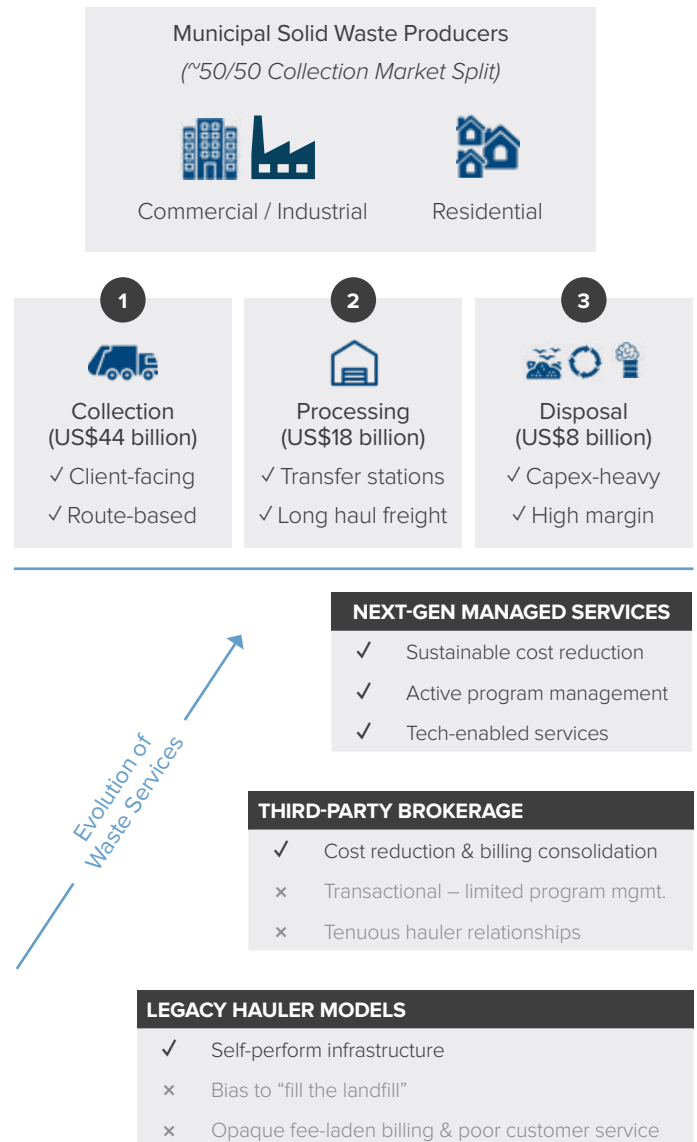 Municipal Solid Waste Producers
(~50/50 Collection Market Split)
Commercial / Industrial
Residential
1
Collection
(US$44 billion)
✓ Client-facing
✓ Route-based
2
Processing
(US$18 billion)
✓ Transfer stations
✓ Long haul freight
3
Disposal
(US$8 billion)
✓ Capex-heavy
✓ High margin
Evolution of
Waste Services
NEXT-GEN MANAGED SERVICES
✓ Sustainable cost reduction
✓ Active program management
✓ Tech-enabled services
THIRD-PARTY BROKERAGE
✓ Cost reduction & billing consolidation
× Transactional – limited program mgmt.
× Tenuous hauler relationships
LEGACY HAULER MODELS
✓ Self-perform infrastructure
× Bias to “fill the landfill”
× Opaque fee-laden billing & poor customer service